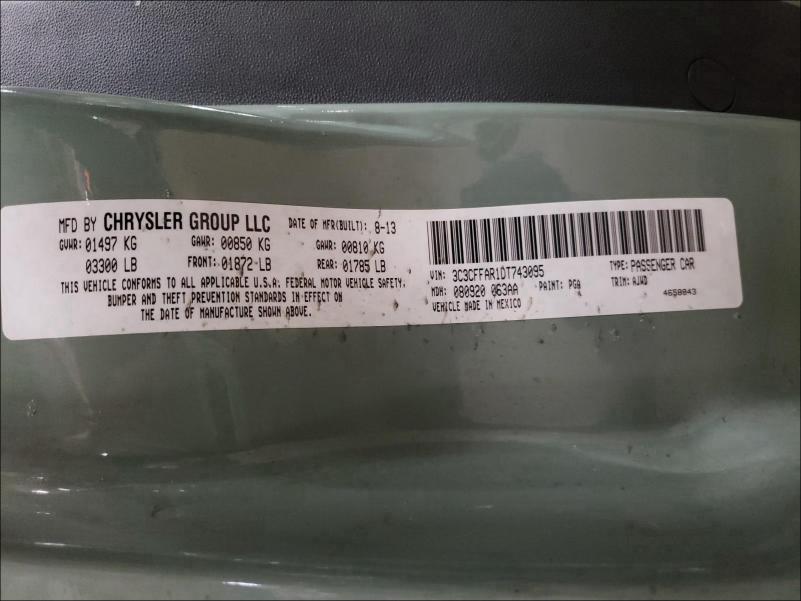 MFD BY CHRYSLER GROUP LLC DATE OF MFR(BUILT): 8-13
GVWR: 01497 KG GAWR: 00850 KG GAWR: 00810 KG
03300 LB FRONT: 01872 LB REAR: 01785 LB
THIS VEHICLE CONFORMS TO ALL APPLICABLE U.S.A. FEDERAL MOTOR VEHICLE SAFETY,
BUMPER AND THEFT PREVENTION STANDARDS IN EFFECT ON
THE DATE OF MANUFACTURE SHOWN ABOVE.
VIN: 3C3CFFAR1DT743095 TYPE: PASSENGER CAR
MDH: 080920 063AA PAINT: PGA TRIM: AJWD
VEHICLE MADE IN MEXICO 4658843